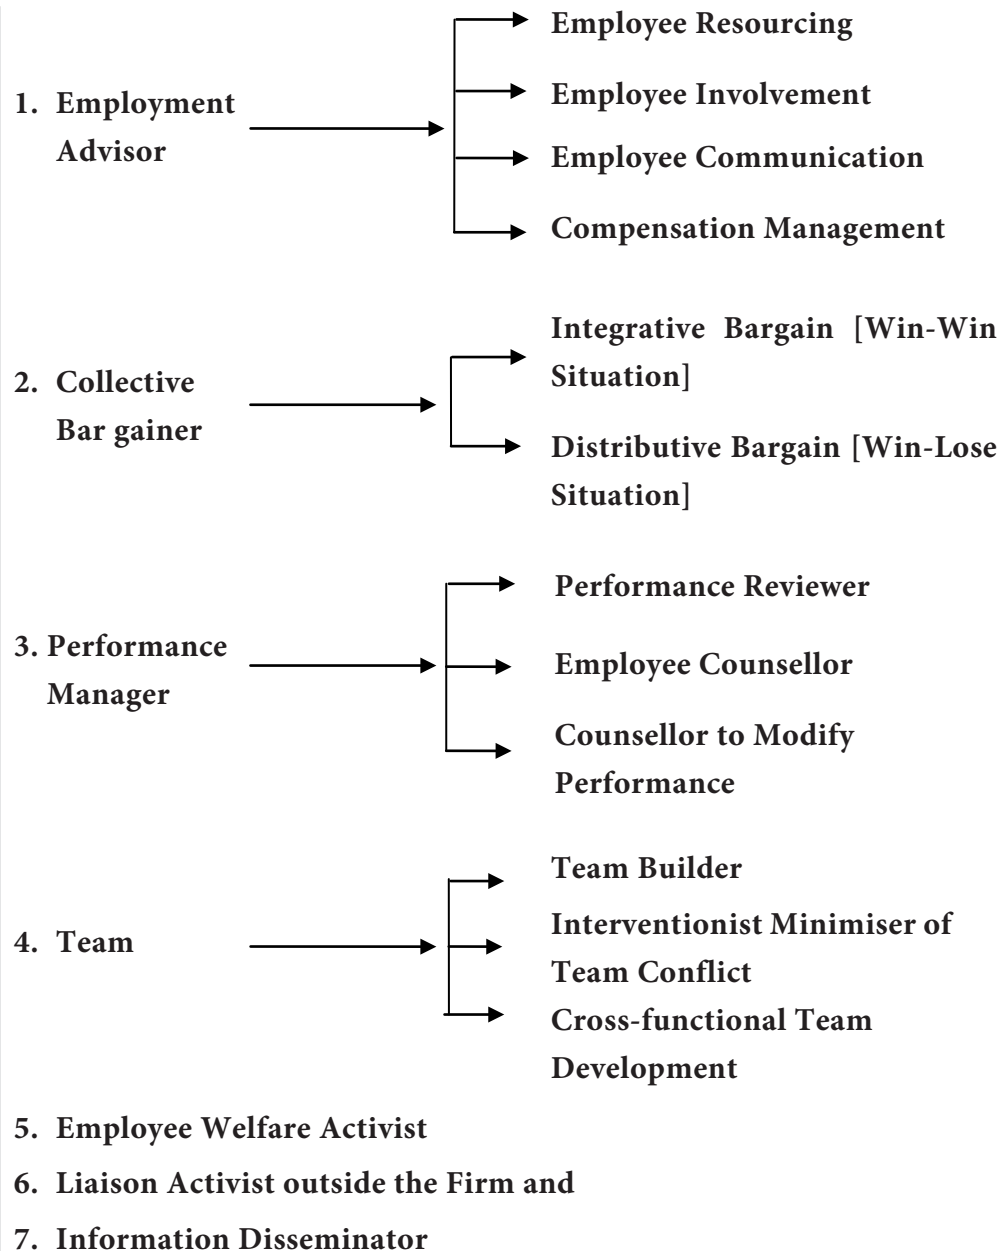 Employee Resourcing
1. Employment
Advisor
Employee Involvement
Employee Communication
Compensation Management
2. Collective
Bar gainer
Integrative Bargain [Win-Win
Situation]
Distributive Bargain [Win-Lose
Situation]
3. Performance
Manager
Performance Reviewer
Employee Counsellor
Counsellor to Modify
Performance
4. Team
Team Builder
Interventionist Minimiser of
Team Conflict
Cross-functional Team
Development
5. Employee Welfare Activist
6. Liaison Activist outside the Firm and
7. Information Disseminator